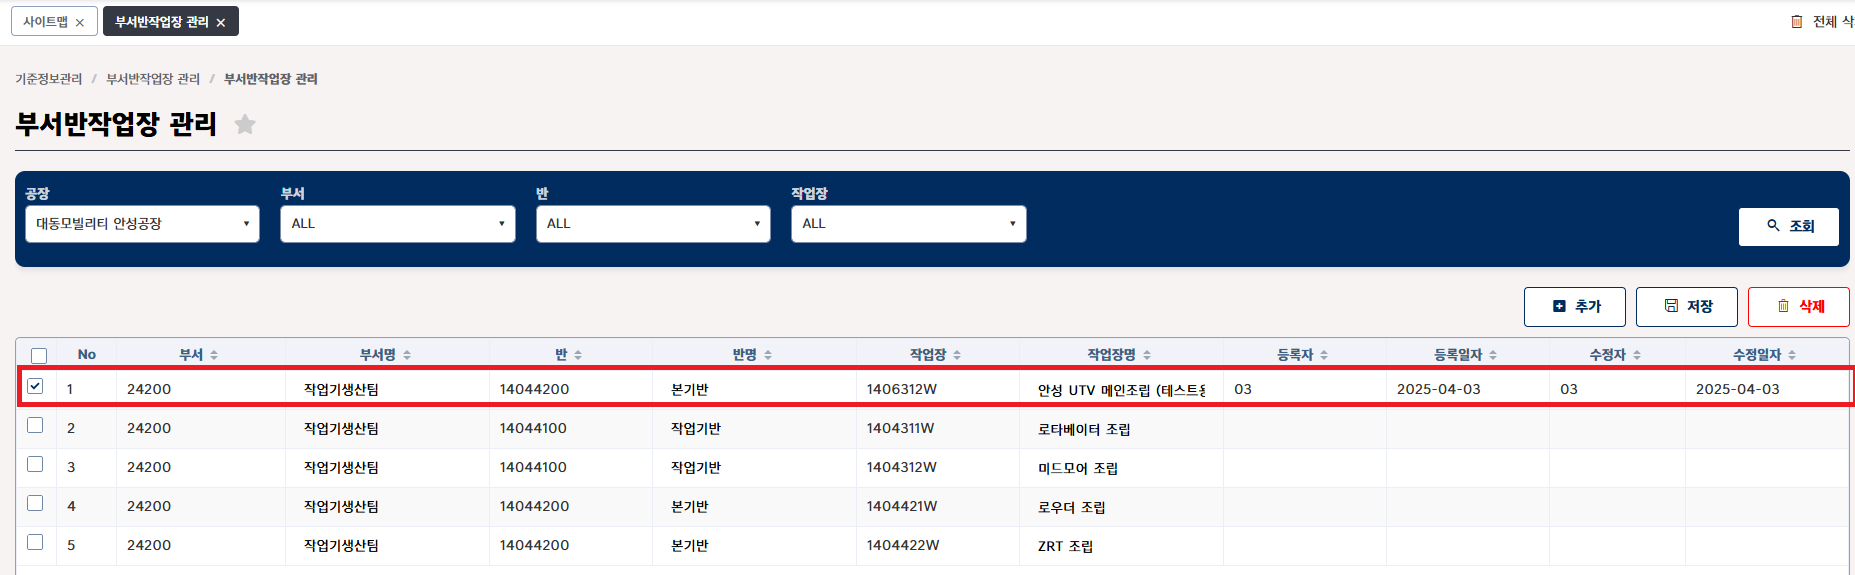 사이트맵 × 부서반작업장 관리 × 전체 삭
기준정보관리 / 부서반작업장 관리 / 부서반작업장 관리
부서반작업장 관리
공장 부서 반 작업장
대동모빌리티 안성공장 ALL ALL ALL 조회
추가 저장 삭제
No 부서 부서명 반 반명 작업장 작업장명 등록자 등록일자 수정자 수정일자
1 24200 작업기생산팀 14044200 본기반 1406312W 안성 UTV 메인조립 (테스트용 03 2025-04-03 03 2025-04-03
2 24200 작업기생산팀 14044100 작업기반 1404311W 로타베이터 조립
3 24200 작업기생산팀 14044100 작업기반 1404312W 미드모어 조립
4 24200 작업기생산팀 14044200 본기반 1404421W 로우더 조립
5 24200 작업기생산팀 14044200 본기반 1404422W ZRT 조립